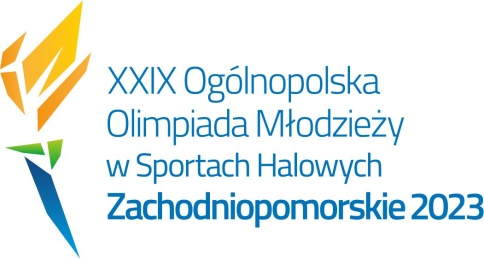 XXIX Ogólnopolska
Olimpiada Młodzieży
w Sportach Halowych
Zachodniopomorskie 2023